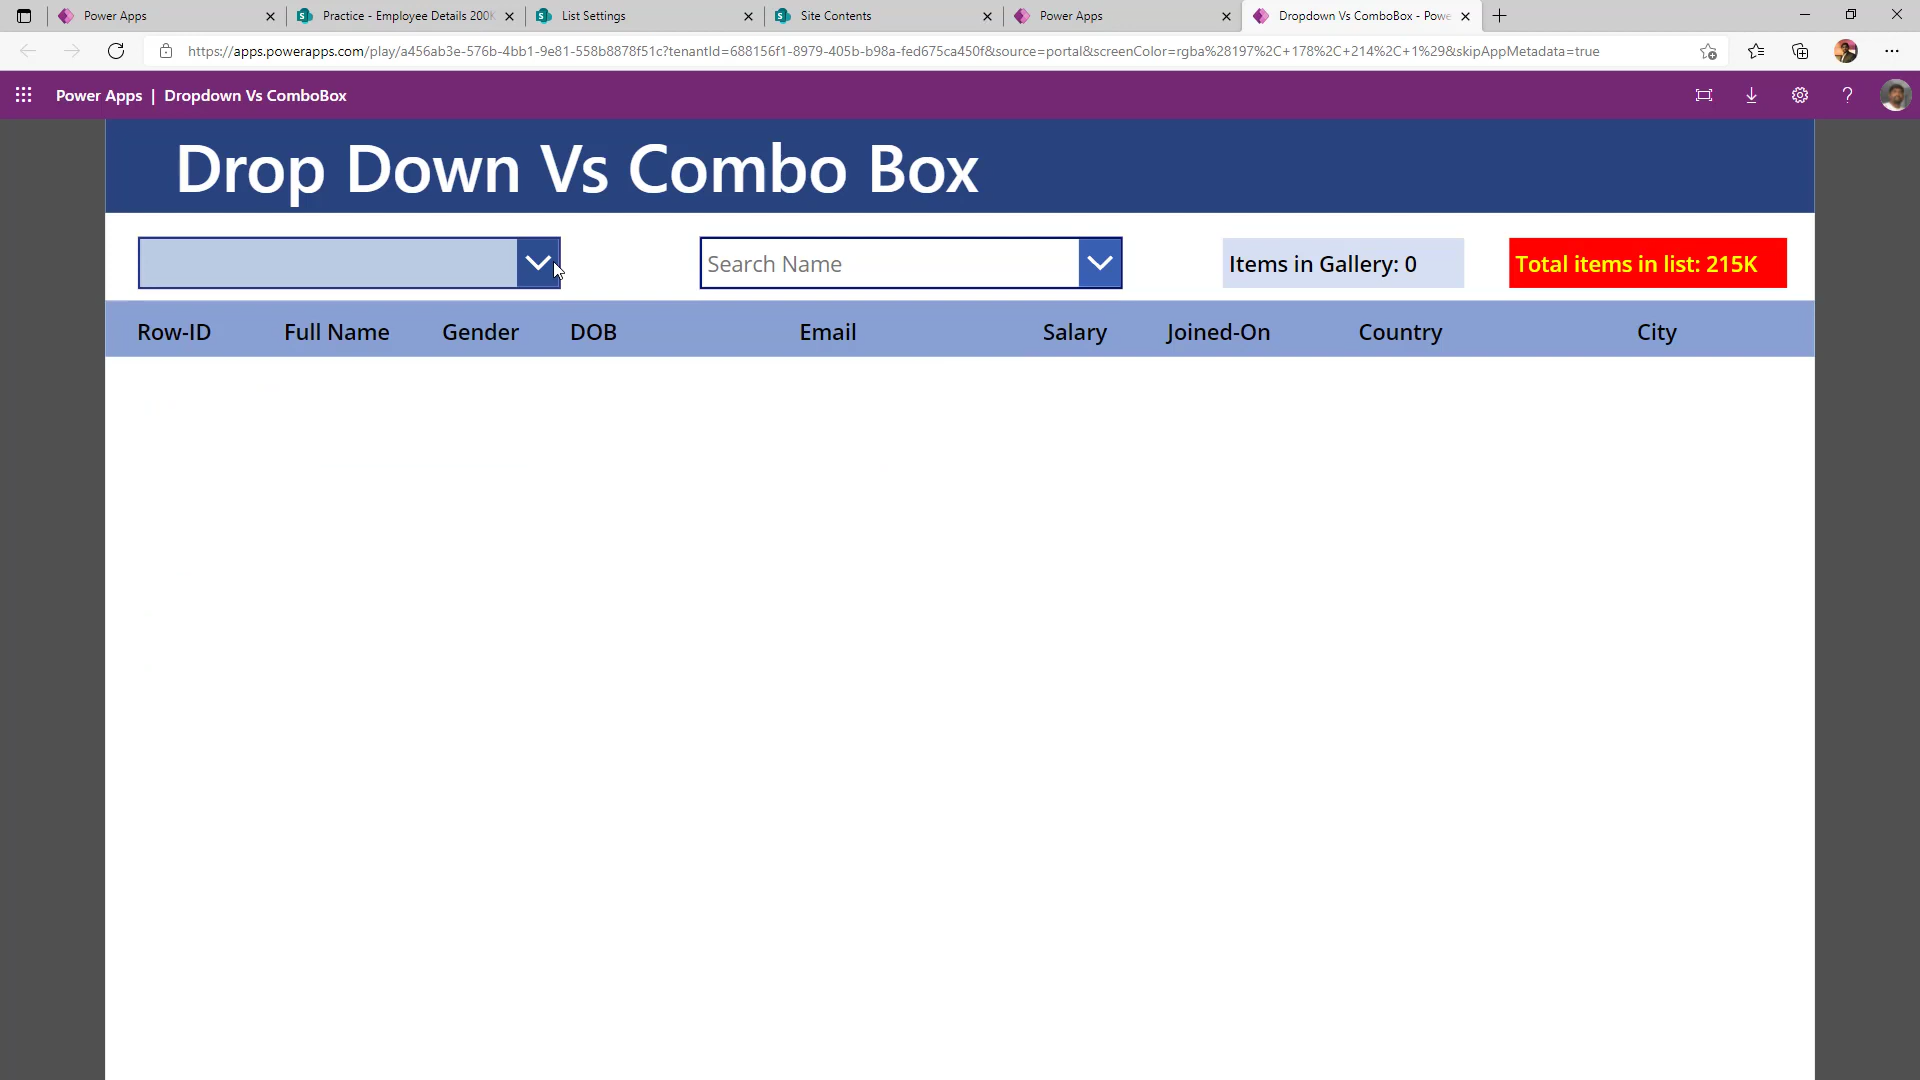 Power Apps
Practice - Employee Details 200K
List Settings
Site Contents
Power Apps
Dropdown Vs ComboBox - Powe
https://apps.powerapps.com/play/a456ab3e-576b-4bb1-9e81-558b8878f51c?tenantId=688156f1-8979-405b-b98a-fed675ca450f&source=portal&screenColor=rgba%28197%2C+178%2C+214%2C+1%29&skipAppMetadata=true
Power Apps | Dropdown Vs ComboBox
Drop Down Vs Combo Box
Search Name
Items in Gallery: 0
Total items in list: 215K
Row-ID Full Name Gender DOB Email Salary Joined-On Country City